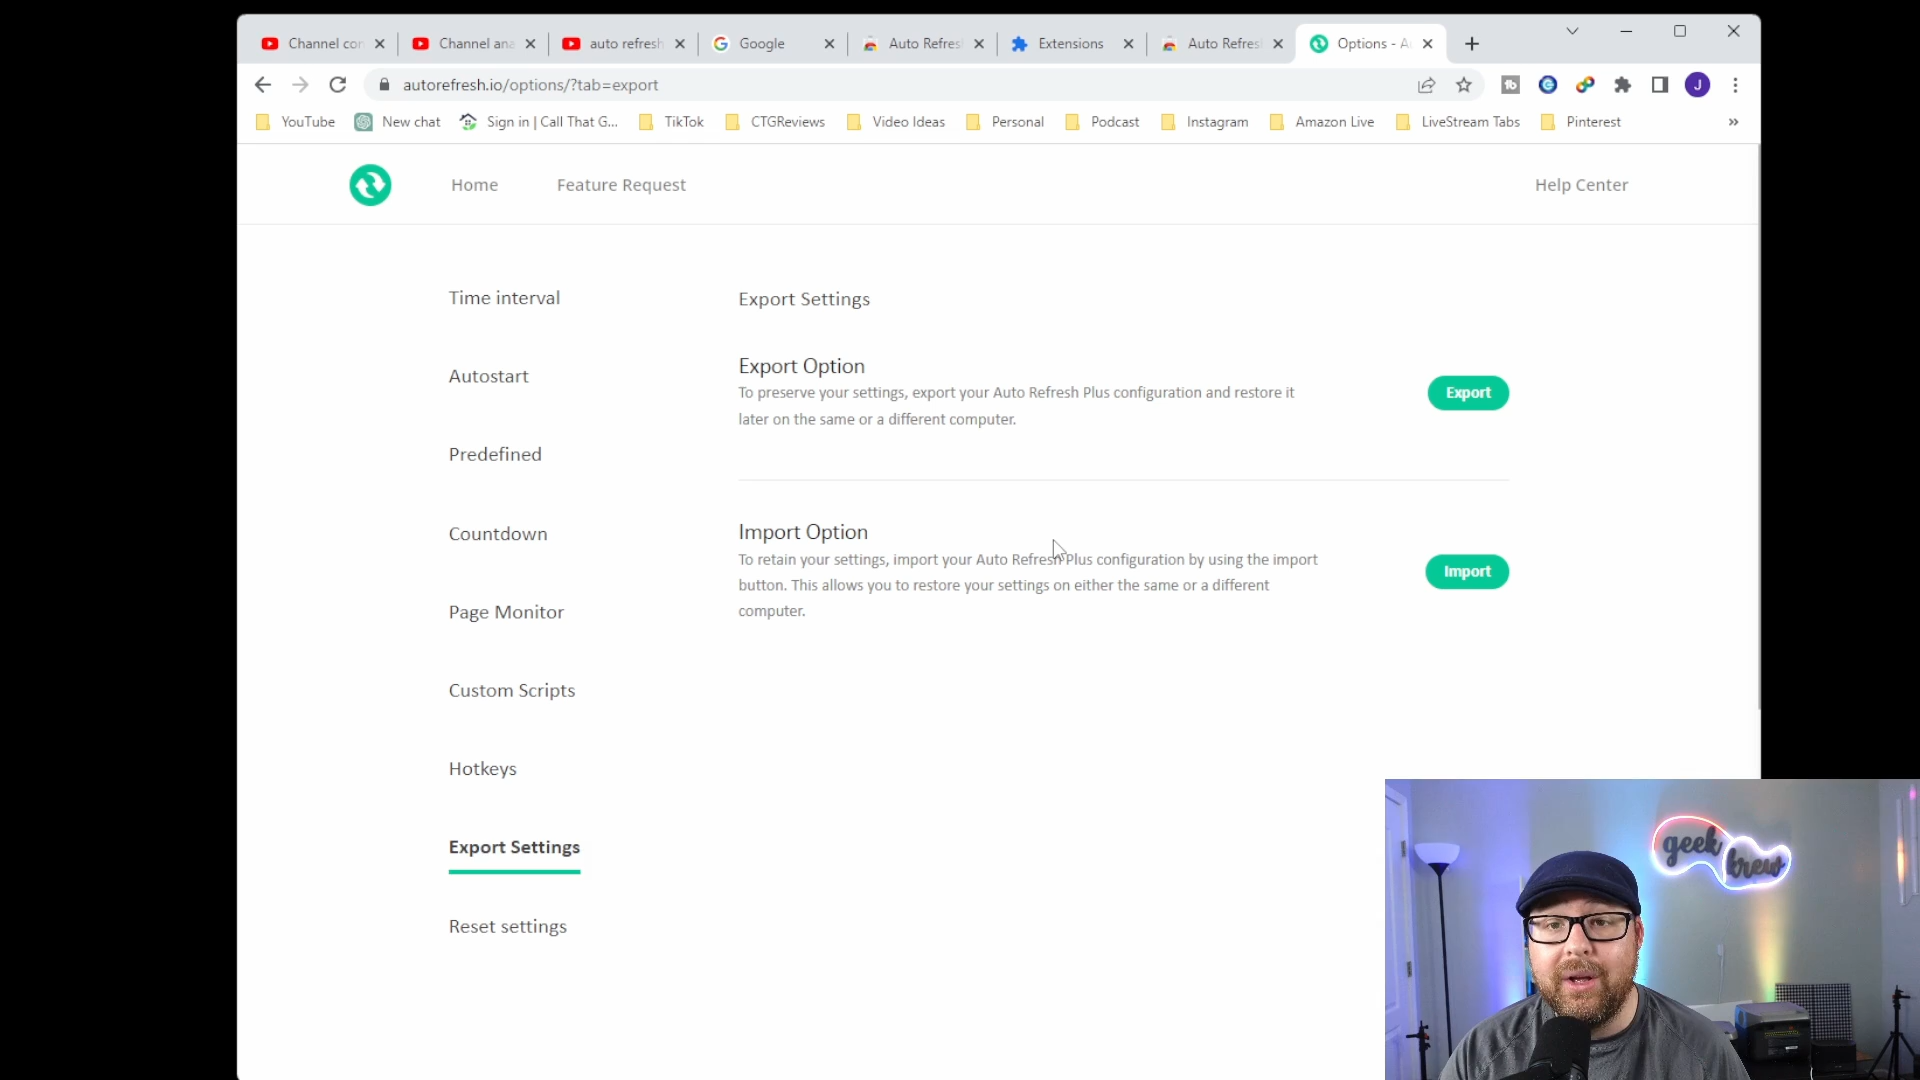 Channel con
Channel ana
auto refresh
Google
Auto Refres
Extensions
Auto Refres
Options - A
autorefresh.io/options/?tab=export
tb
J
YouTube
New chat
Sign in | Call That G...
TikTok
CTGReviews
Video Ideas
Personal
Podcast
Instagram
Amazon Live
LiveStream Tabs
Pinterest
»
Home
Feature Request
Help Center
Time interval
Autostart
Predefined
Countdown
Page Monitor
Custom Scripts
Hotkeys
Export Settings
Reset settings
Export Settings
Export Option
To preserve your settings, export your Auto Refresh Plus configuration and restore it
later on the same or a different computer.
Export
Import Option
To retain your settings, import your Auto Refresh Plus configuration by using the import
button. This allows you to restore your settings on either the same or a different
computer.
Import
geek
brew